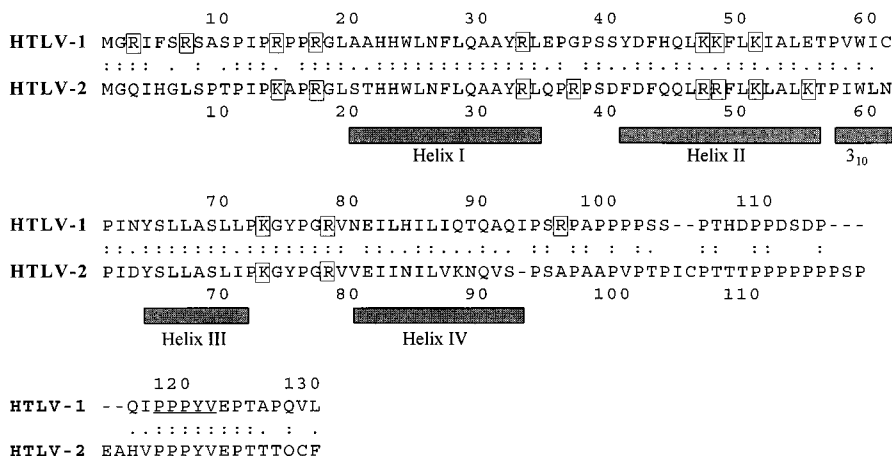 10 20 30 40 50 60
HTLV-1 MGRIFSRSASPIPRPPRGLAAHHWLNFLQAAYRLEPGPSSYDFHQLKKFLKIALETPVWIC
:: :: . :: . ::: : :: :: . :::::::::::: : : :: . :: ::: . . :: :: : :: :: . ::
HTLV-2 MGQIHGLSPTPIPKAPRGLSTHHWLNFLQAAYRLQPRPSDFDFQQLRRFLKLALKTPIWLN
10 20 30 40 50 60
Helix I Helix II 3₁₀
70 80 90 100 110
HTLV-1 PINYSLLASLLPKGYPGRVNEILHILIQTQAQIPSRPAPPPPSS--PTHDPPDSDP---
HTLV-2 PIDYSLLASLIPKGYPGRVVEIINILVKNQVS-PSAPAAPVPTPICPTTTPPPPPPPSP
70 80 90 100 110
Helix III Helix IV
120 130
HTLV-1 --QIPPPYVEPTAPQVL
.. :::::::: : .
HTLV-2 EAHVPPPYVEPTTTQCF